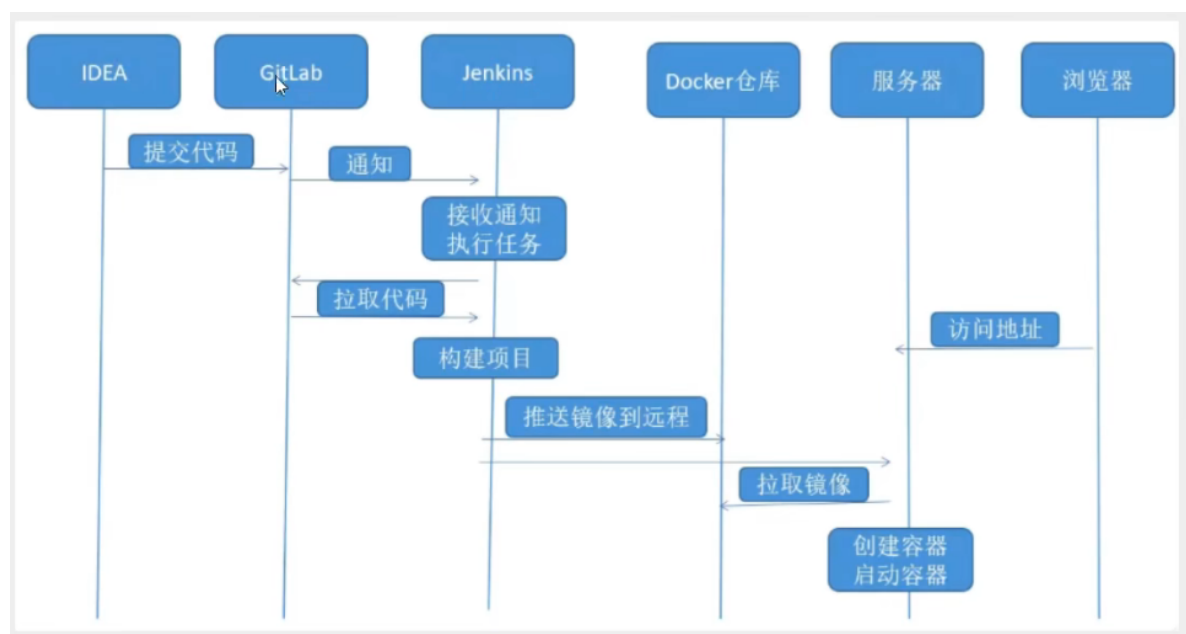 IDEA
GitLab
Jenkins
Docker仓库
服务器
浏览器
提交代码
通知
接收通知
执行任务
拉取代码
访问地址
构建项目
推送镜像到远程
拉取镜像
创建容器
启动容器